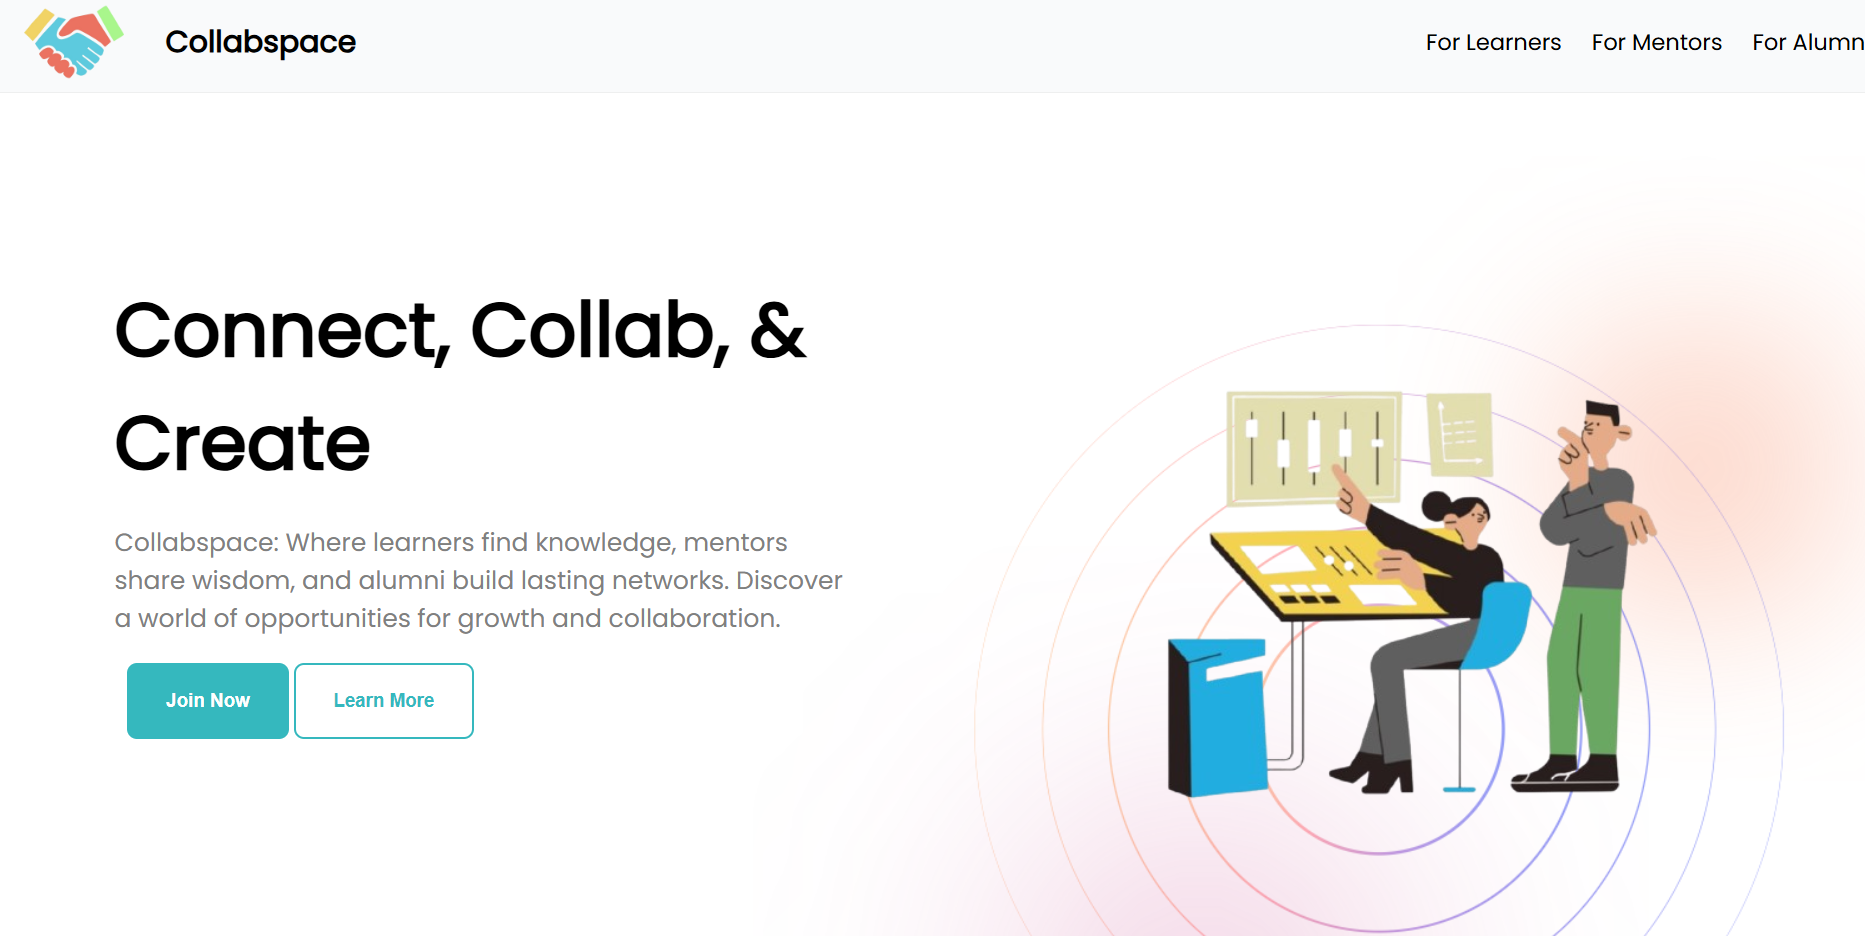 Collabspace
For Learners
For Mentors
For Alumn
Connect, Collab, &
Create
Collabspace: Where learners find knowledge, mentors
share wisdom, and alumni build lasting networks. Discover
a world of opportunities for growth and collaboration.
Join Now
Learn More